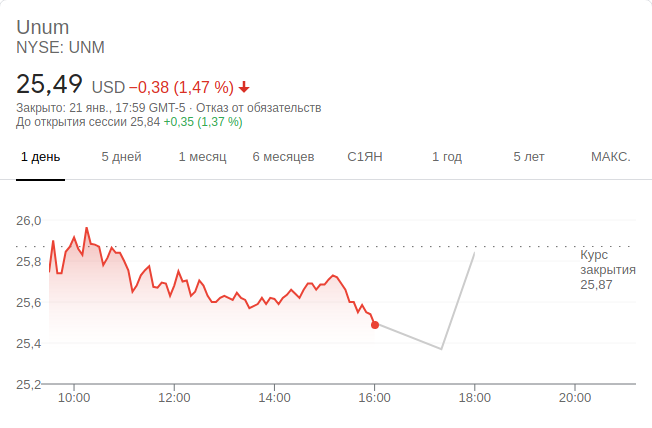 Unum
NYSE: UNM
25,49 USD −0,38 (1,47 %)
Закрыто: 21 янв., 17:59 GMT-5 · Отказ от обязательств
До открытия сессии 25,84 +0,35 (1,37 %)
1 день 5 дней 1 месяц 6 месяцев С1ЯН 1 год 5 лет МАКС.
26,0
25,8
25,6
25,4
25,2
Курс
закрытия
25,87
10:00 12:00 14:00 16:00 18:00 20:00